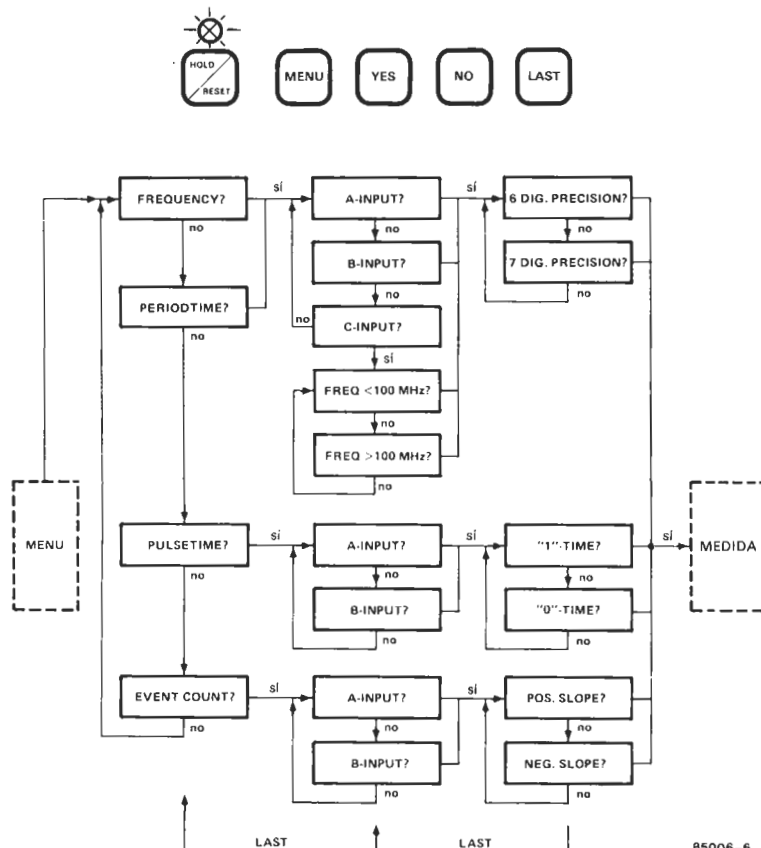 HOLD
RESET
MENU
YES
NO
LAST
FREQUENCY?
sí
A-INPUT?
sí
6 DIG. PRECISION?
no
no
no
B-INPUT?
7 DIG. PRECISION?
no
no
PERIODTIME?
no
no
C-INPUT?
sí
FREQ <100 MHz?
no
FREQ >100 MHz?
no
MENU
PULSETIME?
sí
A-INPUT?
sí
"1"-TIME?
sí
MEDIDA
no
no
no
B-INPUT?
"0"-TIME?
no
no
EVENT COUNT?
sí
A-INPUT?
sí
POS. SLOPE?
no
no
no
B-INPUT?
NEG. SLOPE?
no
no
LAST
LAST
85006-6